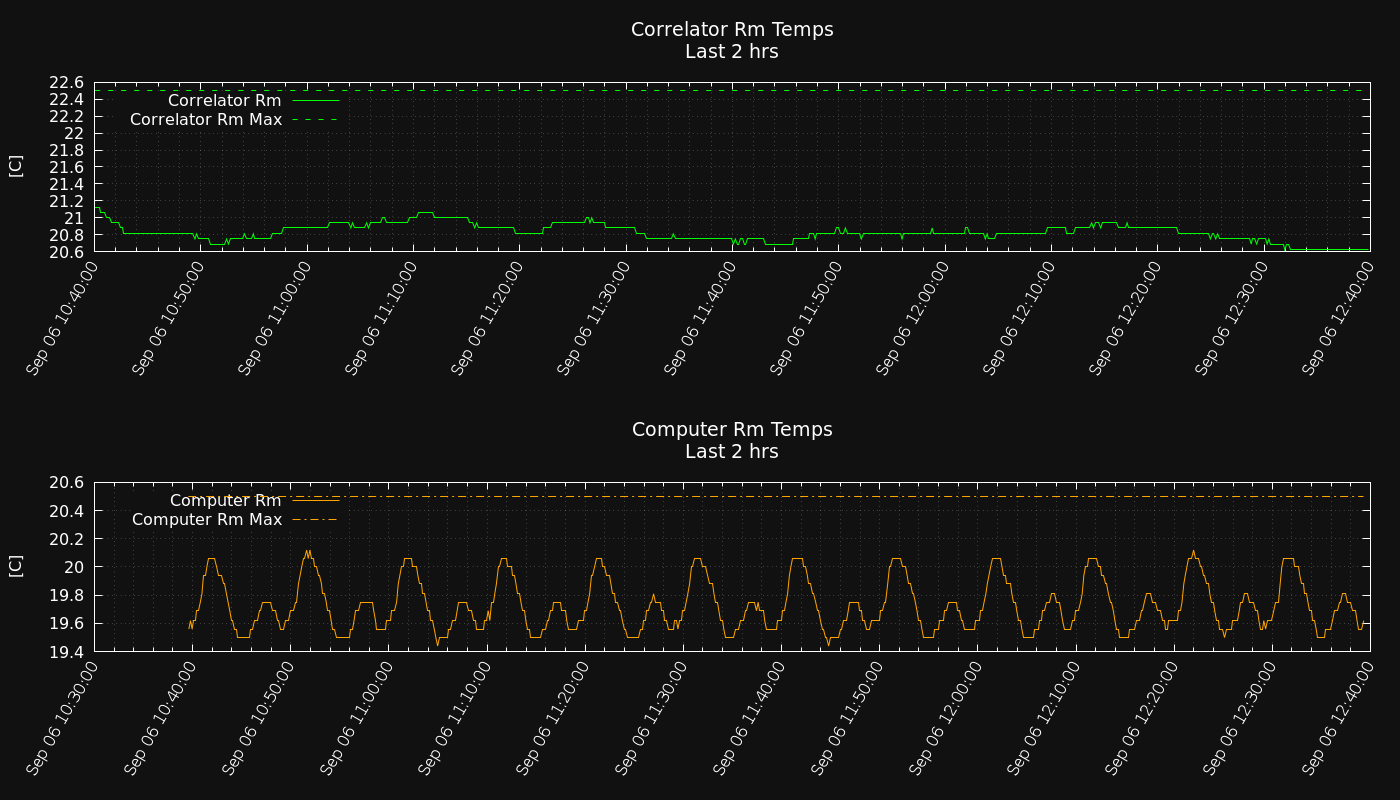 Correlator Rm Temps
Last 2 hrs
22.6
22.4
22.2
22
21.8
21.6
21.4
21.2
21
20.8
20.6
[C]
Correlator Rm
Correlator Rm Max
Sep 06 10:40:00
Sep 06 10:50:00
Sep 06 11:00:00
Sep 06 11:10:00
Sep 06 11:20:00
Sep 06 11:30:00
Sep 06 11:40:00
Sep 06 11:50:00
Sep 06 12:00:00
Sep 06 12:10:00
Sep 06 12:20:00
Sep 06 12:30:00
Sep 06 12:40:00
Computer Rm Temps
Last 2 hrs
20.6
20.4
20.2
20
19.8
19.6
19.4
[C]
Computer Rm
Computer Rm Max
Sep 06 10:30:00
Sep 06 10:40:00
Sep 06 10:50:00
Sep 06 11:00:00
Sep 06 11:10:00
Sep 06 11:20:00
Sep 06 11:30:00
Sep 06 11:40:00
Sep 06 11:50:00
Sep 06 12:00:00
Sep 06 12:10:00
Sep 06 12:20:00
Sep 06 12:30:00
Sep 06 12:40:00